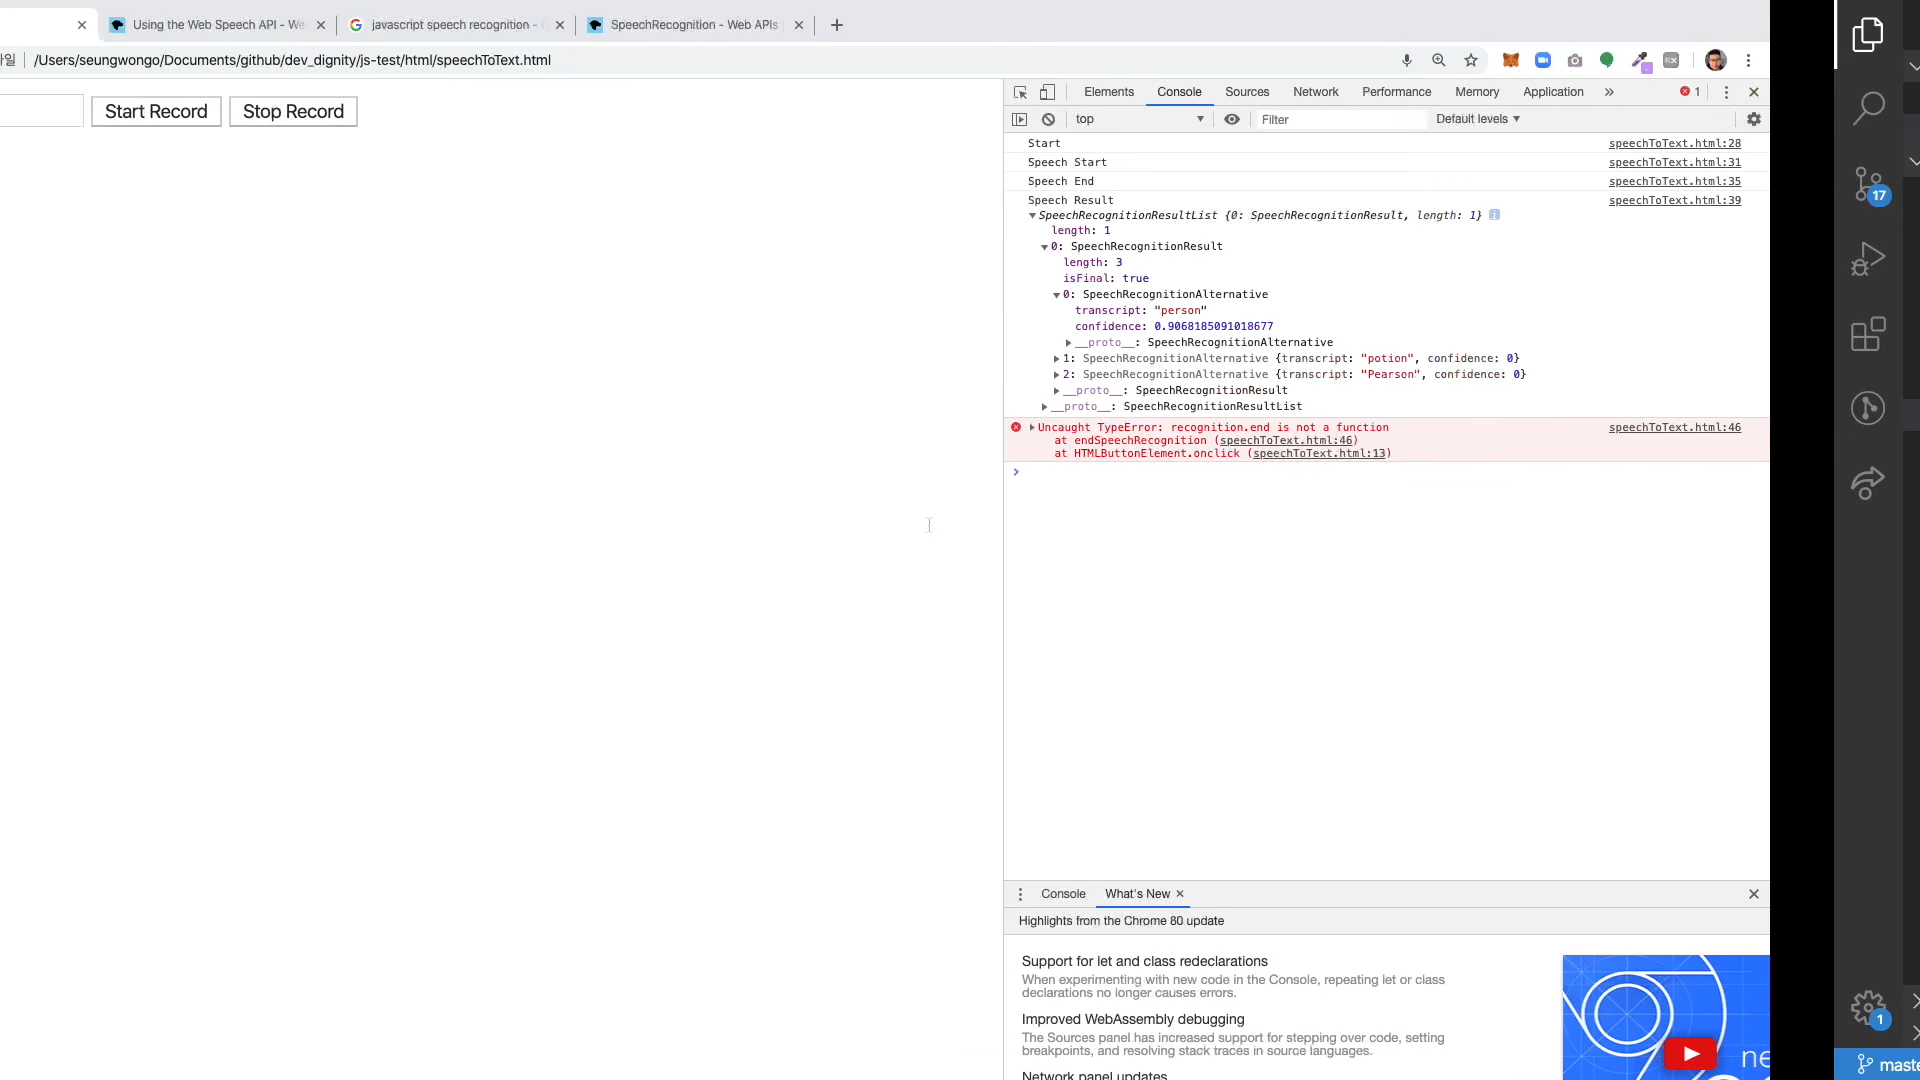 Using the Web Speech API - We
javascript speech recognition -
SpeechRecognition - Web APIs
/Users/seungwongo/Documents/github/dev_dignity/js-test/html/speechToText.html
Start Record
Stop Record
Elements
Console
Sources
Network
Performance
Memory
Application
1
top
Filter
Default levels
Start speechToText.html:28
Speech Start speechToText.html:31
Speech End speechToText.html:35
Speech Result speechToText.html:39
SpeechRecognitionResultList {0: SpeechRecognitionResult, length: 1}
length: 1
0: SpeechRecognitionResult
length: 3
isFinal: true
0: SpeechRecognitionAlternative
transcript: "person"
confidence: 0.9068185091018677
__proto__: SpeechRecognitionAlternative
1: SpeechRecognitionAlternative {transcript: "potion", confidence: 0}
2: SpeechRecognitionAlternative {transcript: "Pearson", confidence: 0}
__proto__: SpeechRecognitionResult
__proto__: SpeechRecognitionResultList
Uncaught TypeError: recognition.end is not a function speechToText.html:46
at endSpeechRecognition (speechToText.html:46)
at HTMLButtonElement.onclick (speechToText.html:13)
Console
What's New
Highlights from the Chrome 80 update
Support for let and class redeclarations
When experimenting with new code in the Console, repeating let or class
declarations no longer causes errors.
Improved WebAssembly debugging
The Sources panel has increased support for stepping over code, setting
breakpoints, and resolving stack traces in source languages.
Network panel updates
ne
17
1
maste